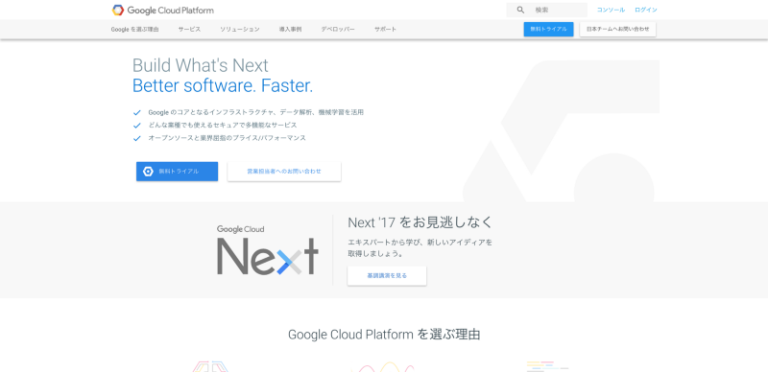 Google Cloud Platform
検索
コンソール
ログイン
Google を選ぶ理由
サービス
ソリューション
導入事例
デベロッパー
サポート
無料トライアル
日本チームへお問い合わせ
Build What's Next
Better software. Faster.
Google のコアとなるインフラストラクチャ、データ解析、機械学習を活用
どんな業種でも使えるセキュアで多機能なサービス
オープンソースと業界屈指のプライス/パフォーマンス
無料トライアル
営業担当者へのお問い合わせ
Google Cloud
Next
Next '17 をお見逃しなく
エキスパートから学び、新しいアイディアを
取得しましょう。
基調講演を見る
Google Cloud Platform を選ぶ理由